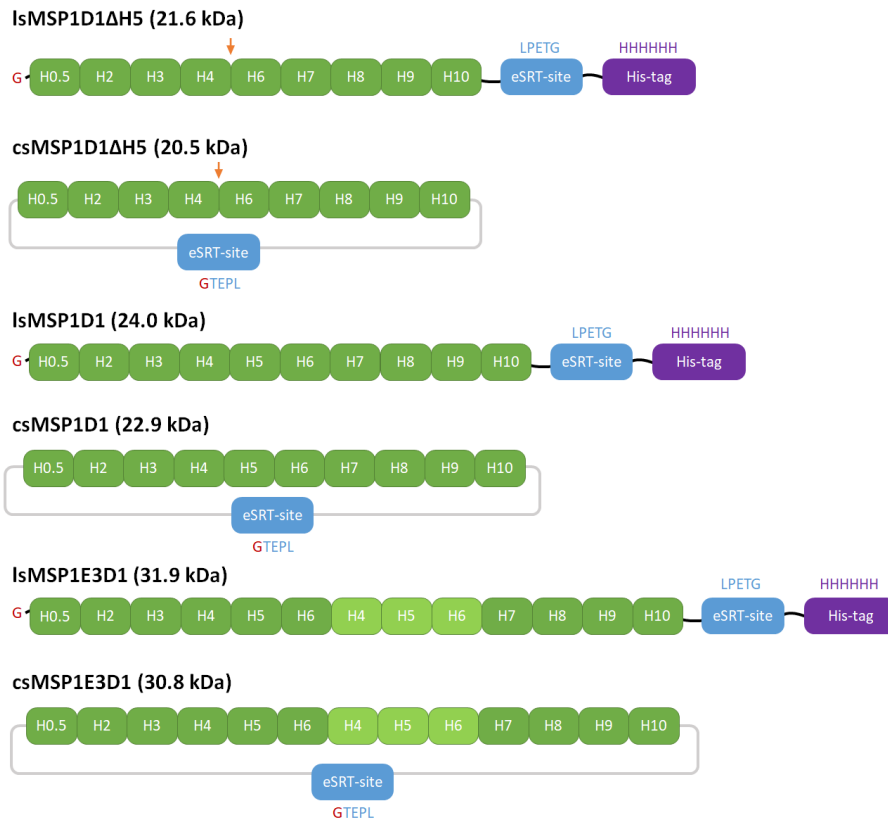 lsMSP1D1ΔH5 (21.6 kDa)
LPETG HHHHHH
G H0.5 H2 H3 H4 H6 H7 H8 H9 H10 eSRT-site His-tag
csMSP1D1ΔH5 (20.5 kDa)
H0.5 H2 H3 H4 H6 H7 H8 H9 H10
eSRT-site
GTEPL
lsMSP1D1 (24.0 kDa)
LPETG HHHHHH
G H0.5 H2 H3 H4 H5 H6 H7 H8 H9 H10 eSRT-site His-tag
csMSP1D1 (22.9 kDa)
H0.5 H2 H3 H4 H5 H6 H7 H8 H9 H10
eSRT-site
GTEPL
lsMSP1E3D1 (31.9 kDa)
LPETG HHHHHH
G H0.5 H2 H3 H4 H5 H6 H4 H5 H6 H7 H8 H9 H10 eSRT-site His-tag
csMSP1E3D1 (30.8 kDa)
H0.5 H2 H3 H4 H5 H6 H4 H5 H6 H7 H8 H9 H10
eSRT-site
GTEPL